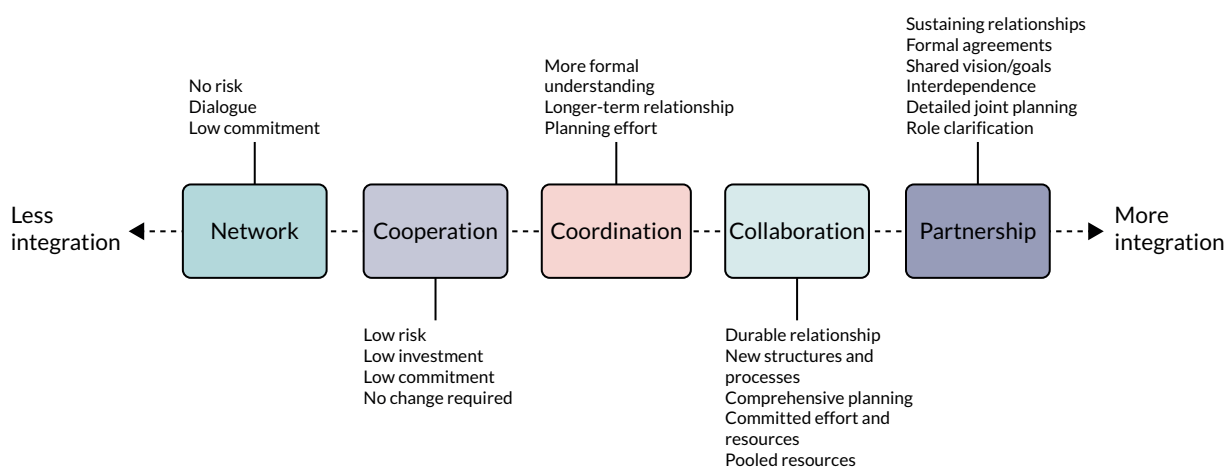 No risk
Dialogue
Low commitment
More formal
understanding
Longer-term relationship
Planning effort
Sustaining relationships
Formal agreements
Shared vision/goals
Interdependence
Detailed joint planning
Role clarification
Less
integration
Network
Cooperation
Coordination
Collaboration
Partnership
More
integration
Low risk
Low investment
Low commitment
No change required
Durable relationship
New structures and
processes
Comprehensive planning
Committed effort and
resources
Pooled resources